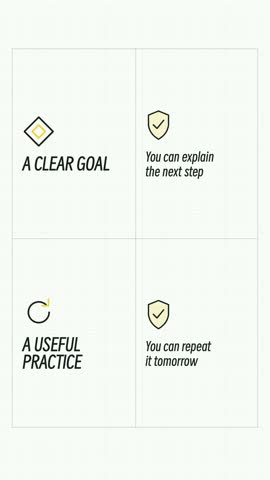 A CLEAR GOAL
You can explain
the next step
A USEFUL
PRACTICE
You can repeat
it tomorrow